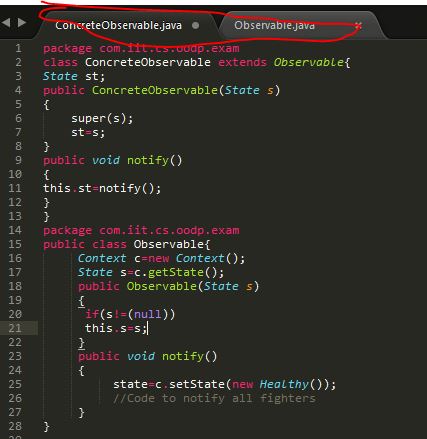 ConcreteObservable.java Observable.java
1 package com.iit.cs.oodp.exam
2 class ConcreteObservable extends Observable{
3 State st;
4 public ConcreteObservable(State s)
5 {
6 super(s);
7 st=s;
8 }
9 public void notify()
10 {
11 this.st=notify();
12 }
13 }
14 package com.iit.cs.oodp.exam
15 public class Observable{
16 Context c=new Context();
17 State s=c.getState();
18 public Observable(State s)
19 {
20 if(s!=(null))
21 this.s=s;
22 }
23 public void notify()
24 {
25 state=c.setState(new Healthy());
26 //Code to notify all fighters
27 }
28 }